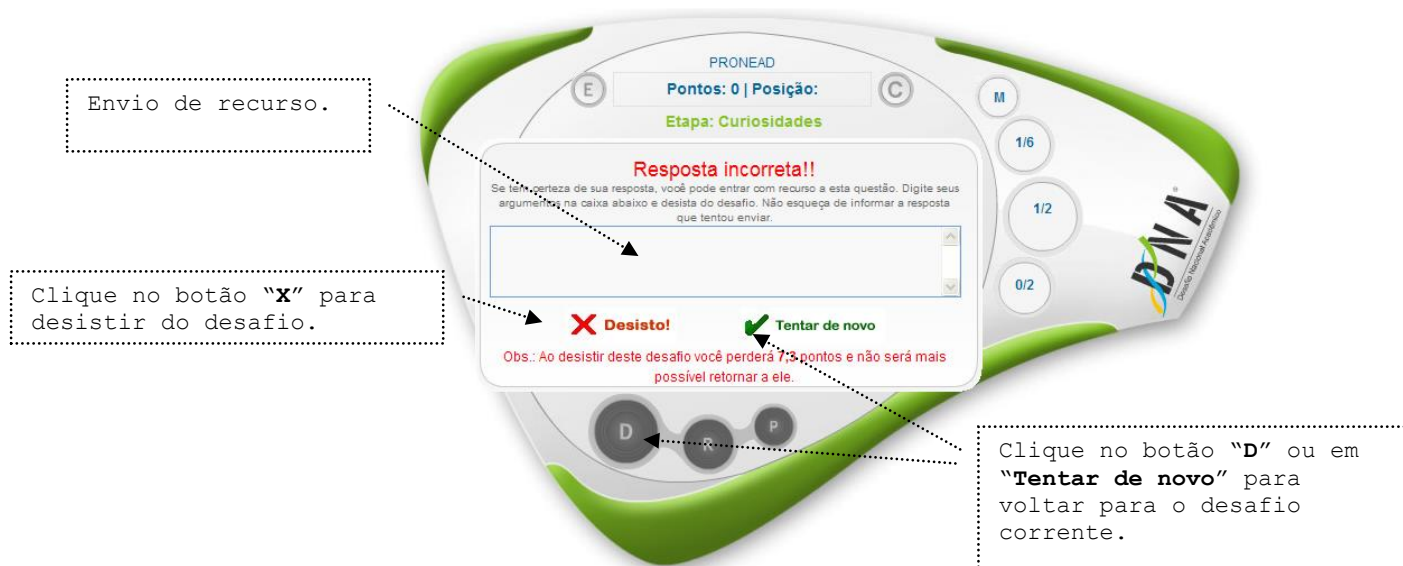 Envio de recurso.
PRONEAD
E
Pontos: 0 | Posição:
C
Etapa: Curiosidades
M
1/6
1/2
0/2
DNA
Desafio Nacional Acadêmico
Resposta incorreta!!
Se tem certeza de sua resposta, você pode entrar com recurso a esta questão. Digite seus
argumentos na caixa abaixo e desista do desafio. Não esqueça de informar a resposta
que tentou enviar.
Clique no botão “X” para
desistir do desafio.
Desisto!
Tentar de novo
Obs.: Ao desistir deste desafio você perderá 7,3 pontos e não será mais
possível retornar a ele.
D
R
P
Clique no botão “D” ou em
“Tentar de novo” para
voltar para o desafio
corrente.